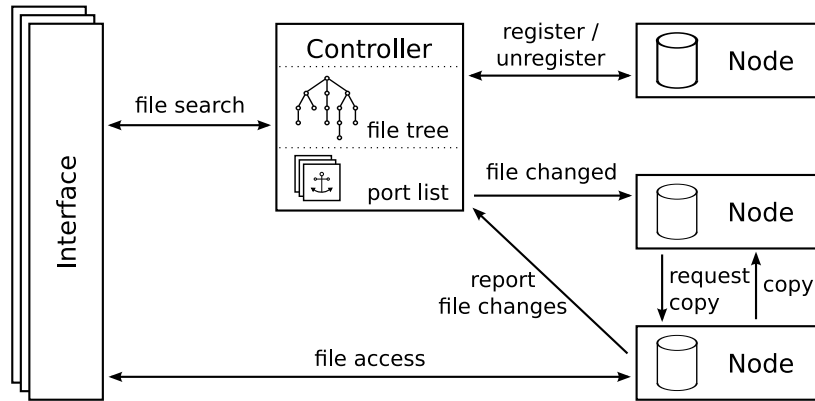 Interface
file search
Controller
file tree
port list
register /
unregister
Node
file changed
Node
report
file changes
request
copy
copy
file access
Node